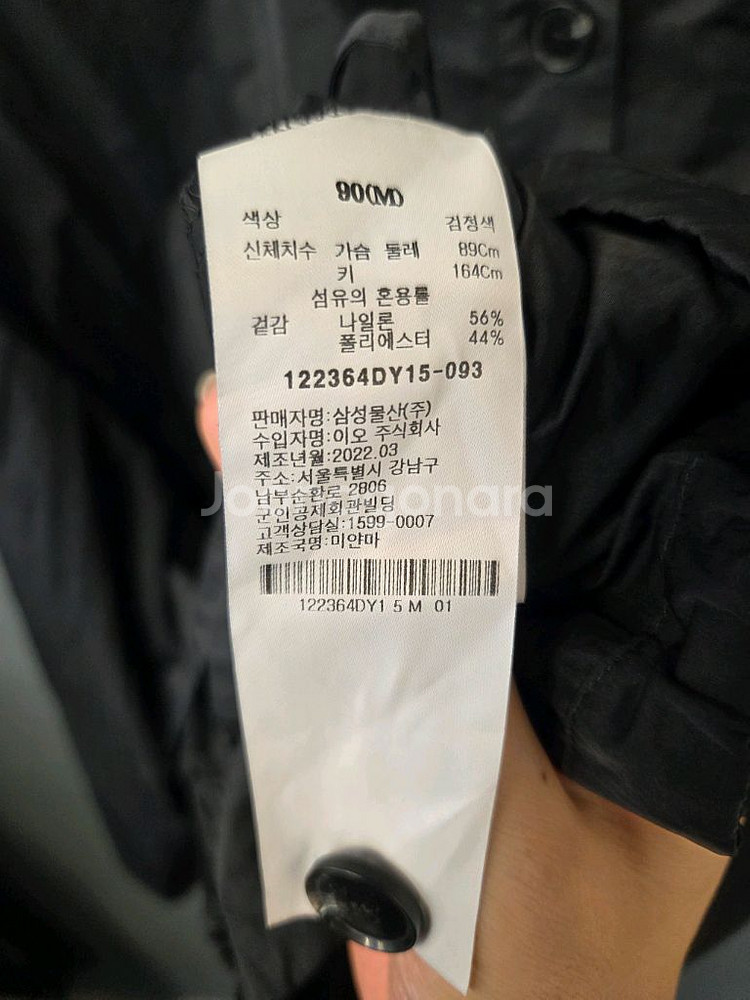 90(M)
색상 검정색
신체치수 가슴 둘레 89Cm
키 164Cm
섬유의 혼용률
겉감 나일론 56%
폴리에스터 44%
122364DY15-093
판매자명:삼성물산(주)
수입자명:이오 주식회사
제조년월:2022.03
주소:서울특별시 강남구
남부순환로 2806
군인공제회관빌딩
고객상담실:1599-0007
제조국명:미얀마
122364DY1 5 M 01